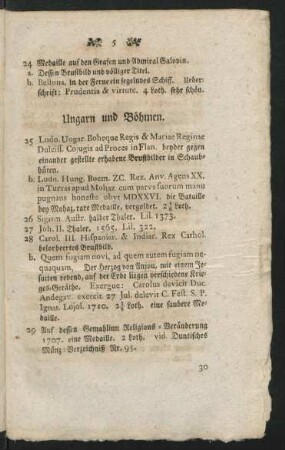 5
24 Medaille auf den Grafen und Admiral Galovin.
a. Dessen Brustbild und völliger Titel.
b. Bellona, in der Ferne ein segelndes Schiff. Ueber-
schrift: Prudentia & virtute. 4 Loth. sehr schön.
Ungarn und Böhmen.
25 Ludo. Ungar. Bohoque Regis & Mariae Reginae
Dulciss. Cojugis ad Proces in Flan. beyder gegen
einander gestellte erhabene Brustbilder in Schaub-
hüten.
b. Ludo. Hung. Boem. ZC. Rex. Anv. Agens XX.
in Turcas apud Mohaz cum parva suorum manu
pugnans honeste obyt MDXXVI. die Bataille
bey Mohaz, rare Medaille, vergoldet. 2¼ Loth.
26 Sigism. Austr. halber Thaler. Lil. 1373.
27 Joh. II. Thaler. 1565. Lil. 322.
28 Carol. III. Hispaniar. & Indiar. Rex Cathol.
belorbeertes Brustbild.
b. Quem fugiam novi, ad quem autem fugiam ne-
quaquam. Der Herzog von Anjou, mit einem Je-
suiten redend, auf der Erde liegen verschiedene Krie-
ges-Geräthe. Exergue: Carolus devicit Duc.
Andegav. exercit 27 Jul. delevit C. Fest. S. P.
Ignat. Lojol. 1710. 2¾ Loth. eine saubere Me-
daille.
29 Auf dessen Gemahlinn Religions-Veränderung
1707. eine Medaille. 2 Loth. vid. Duntisches
Münz-Verzeichniß Nr. 95.
30